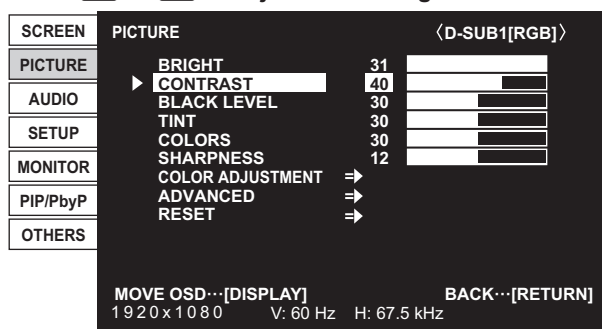 SCREEN
PICTURE
AUDIO
SETUP
MONITOR
PIP/PbyP
OTHERS
PICTURE 〈D-SUB1[RGB]〉
BRIGHT 31
CONTRAST 40
BLACK LEVEL 30
TINT 30
COLORS 30
SHARPNESS 12
COLOR ADJUSTMENT
ADVANCED
RESET
MOVE OSD⋯[DISPLAY] BACK⋯[RETURN]
1920x1080 V: 60 Hz H: 67.5 kHz